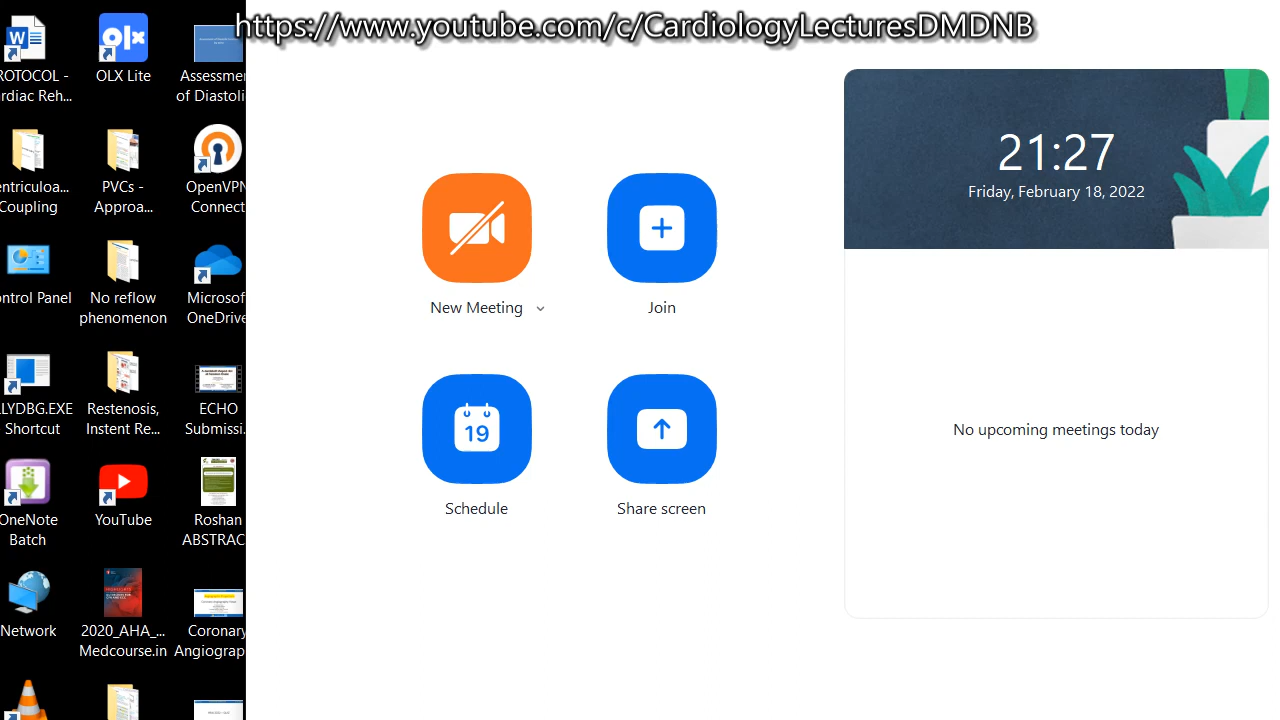 https://www.youtube.com/c/CardiologyLecturesDMDNB
ROTOCOL -
rdiac Reh...
OLX Lite
Assessmen
of Diastoli
entriculoa...
Coupling
PVCs -
Approa...
OpenVPN
Connect
ontrol Panel
No reflow
phenomenon
Microsof
OneDrive
LLYDBG.EXE
Shortcut
Restenosis,
Instent Re...
ECHO
Submissi.
OneNote
Batch
YouTube
Roshan
ABSTRAC
Network
2020_AHA_...
Medcourse.in
Coronary
Angiograp
New Meeting
Join
19
Schedule
Share screen
21:27
Friday, February 18, 2022
No upcoming meetings today